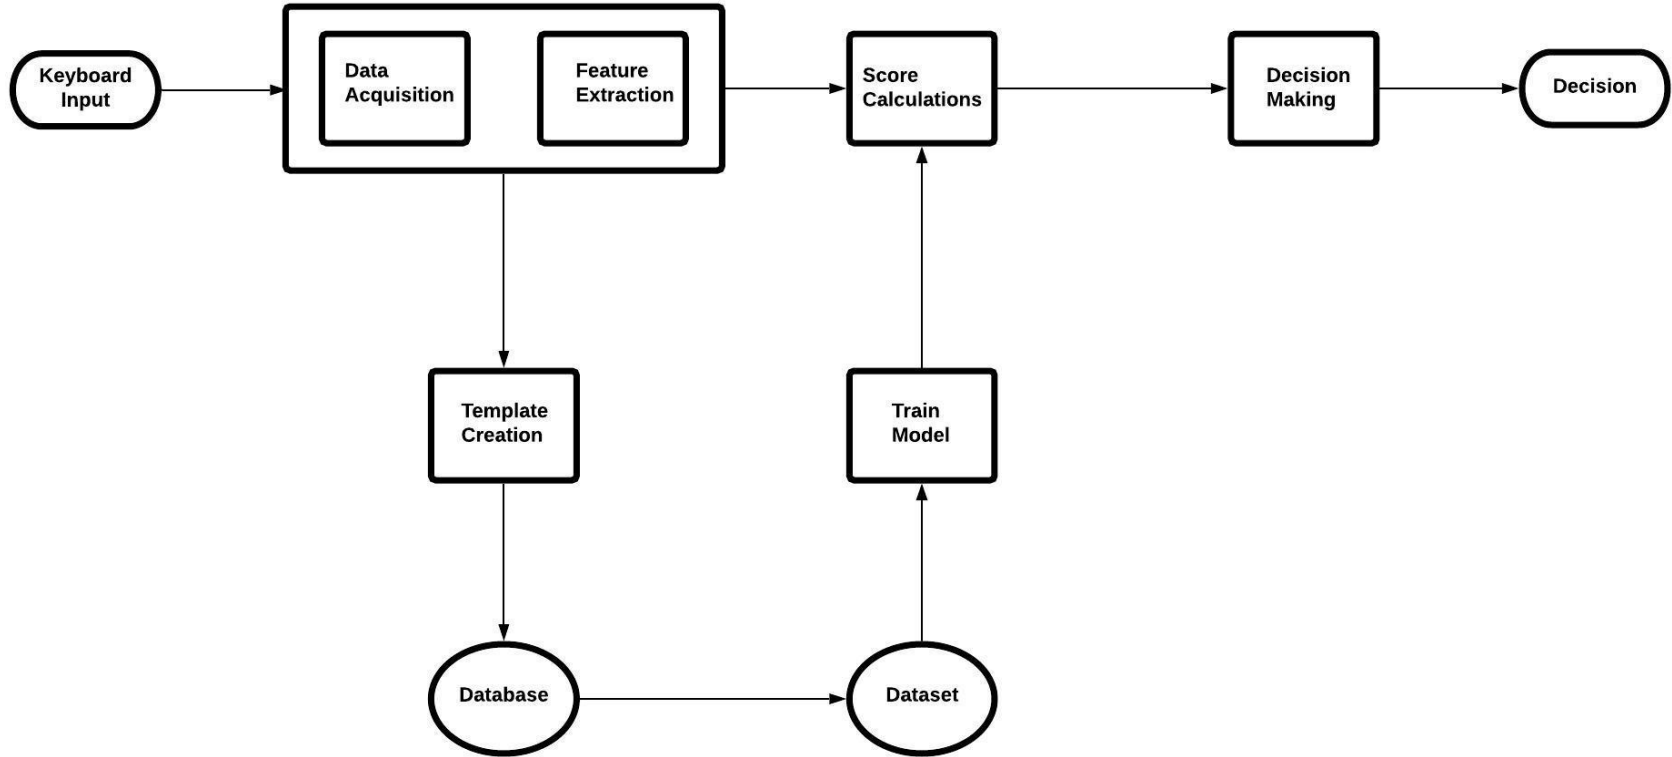 Keyboard
Input
Data
Acquisition
Feature
Extraction
Score
Calculations
Decision
Making
Decision
Template
Creation
Train
Model
Database
Dataset